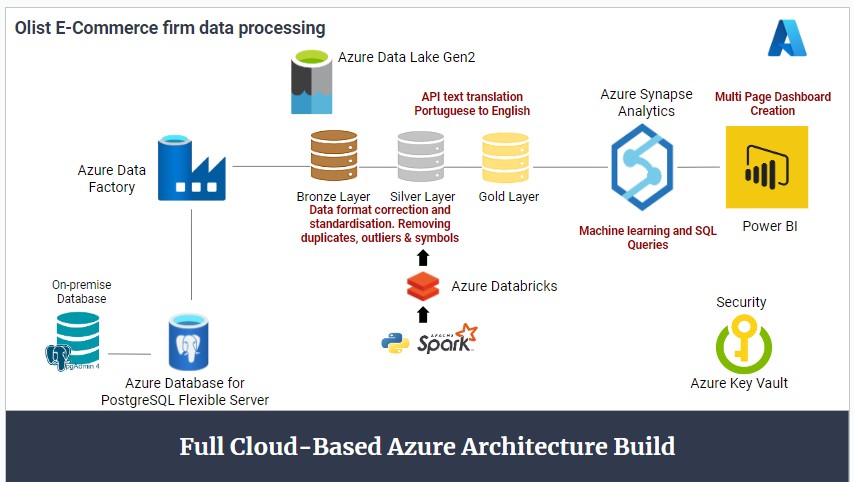 Olist E-Commerce firm data processing
Azure Data Lake Gen2
API text translation
Portuguese to English
Azure Synapse
Analytics
Multi Page Dashboard
Creation
Azure Data
Factory
Bronze Layer
Silver Layer
Gold Layer
Data format correction and
standardisation. Removing
duplicates, outliers & symbols
Machine learning and SQL
Queries
Power BI
Azure Databricks
On-premise
Database
pgAdmin 4
APACHE
Spark
Security
Azure Database for
PostgreSQL Flexible Server
Azure Key Vault
Full Cloud-Based Azure Architecture Build